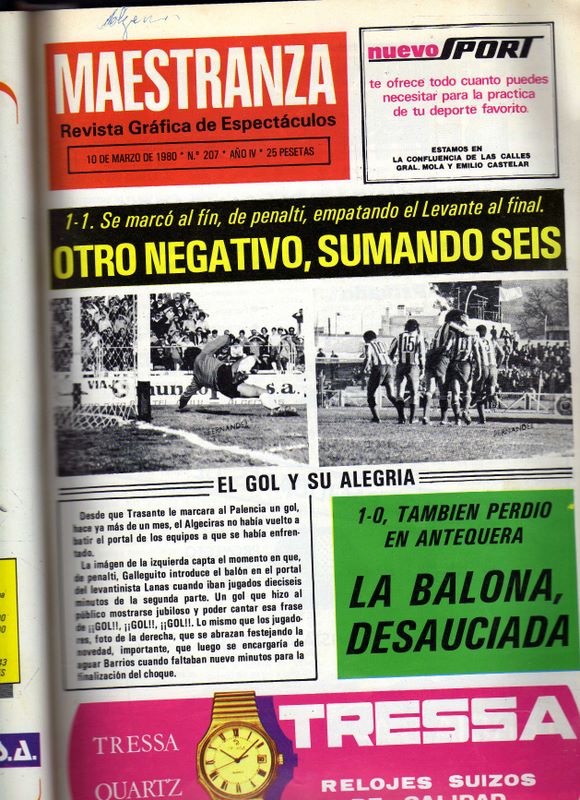 MAESTRANZA
Revista Gráfica de Espectáculos
10 DE MARZO DE 1980 * N.º 207 * AÑO IV * 25 PESETAS
nuevo SPORT
te ofrece todo cuanto puedes
necesitar para la practica
de tu deporte favorito.
ESTAMOS EN
LA CONFLUENCIA DE LAS CALLES
GRAL. MOLA Y EMILIO CASTELAR
1-1. Se marcó al fín, de penalti, empatando el Levante al final.
OTRO NEGATIVO, SUMANDO SEIS
VIA
s.a.
15
FERNANDEL
FERNANDEL
EL GOL Y SU ALEGRIA
Desde que Trasante le marcara al Palencia un gol,
hace ya más de un mes, el Algeciras no había vuelto a
batir el portal de los equipos a que se había enfren-
tado.
La imágen de la izquierda capta el momento en que,
de penalti, Galleguito introduce el balón en el portal
del levantinista Lanas cuando iban jugados dieciseis
minutos de la segunda parte. Un gol que hizo al
público mostrarse jubiloso y poder cantar esa frase
de ¡¡GOL!!, ¡¡GOL!!, ¡¡GOL!!. Lo mismo que los jugado-
res, foto de la derecha, que se abrazan festejando la
novedad, importante, que luego se encargaría de
aguar Barrios cuando faltaban nueve minutos para la
finalización del choque.
1-0, TAMBIEN PERDIO
EN ANTEQUERA
LA BALONA,
DESAUCIADA
TRESSA
QUARTZ
TRESSA
RELOJES SUIZOS
DE CALIDAD
S.A.